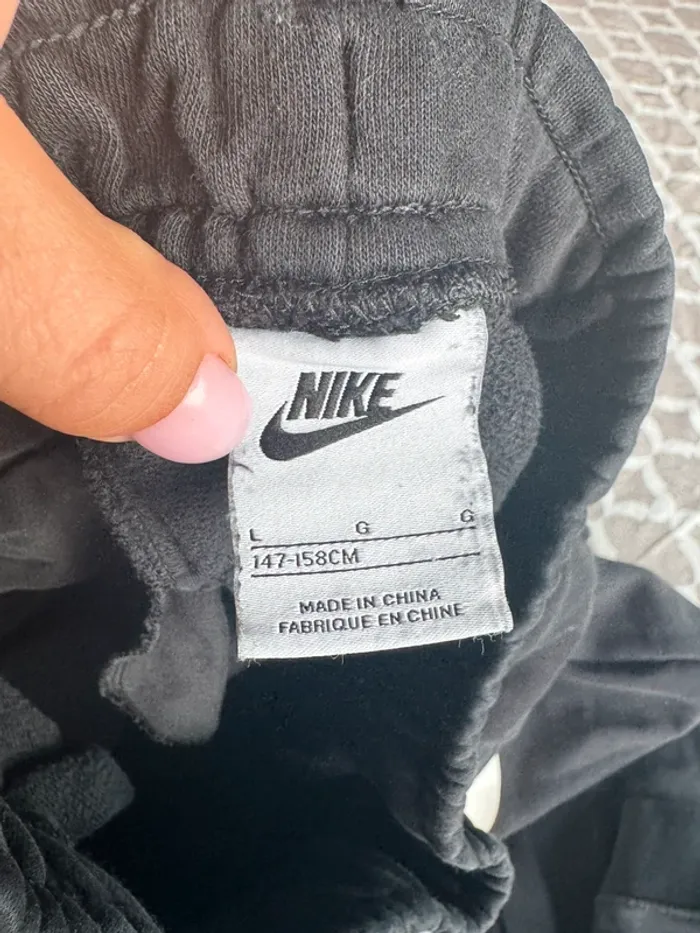 NIKE
L G G
147-158CM
MADE IN CHINA
FABRIQUE EN CHINE